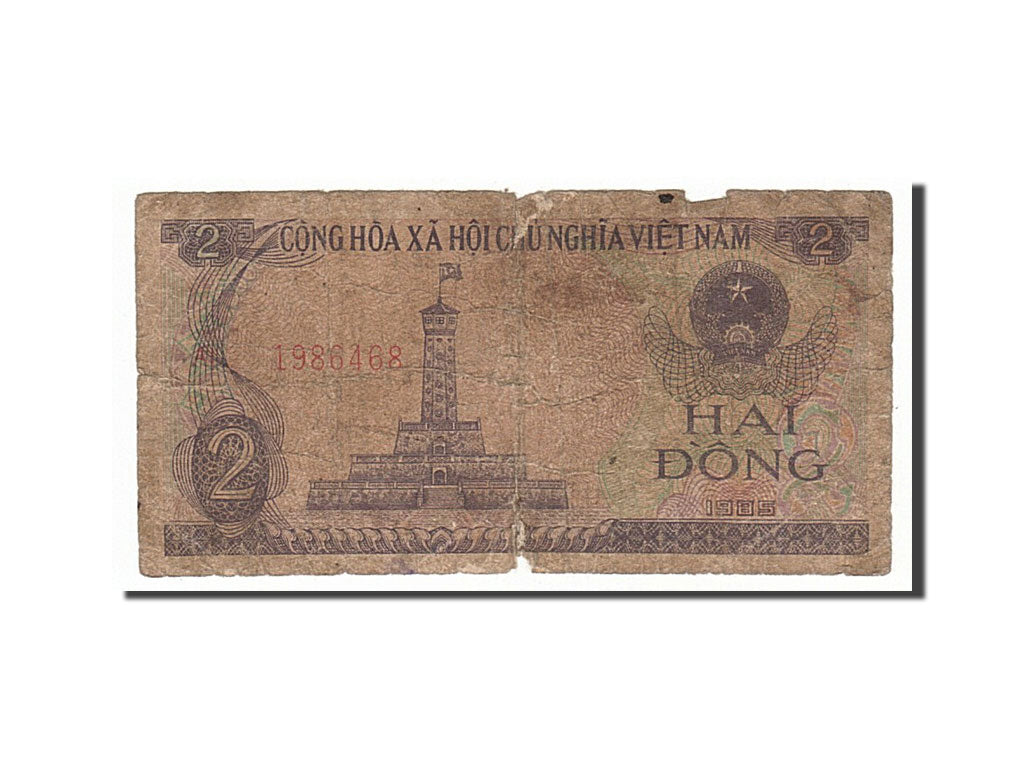 2 CỘNG HÒA XÃ HỘI CHỦ NGHĨA VIỆT NAM 2
1986468
HAI
ĐỒNG
2
1985